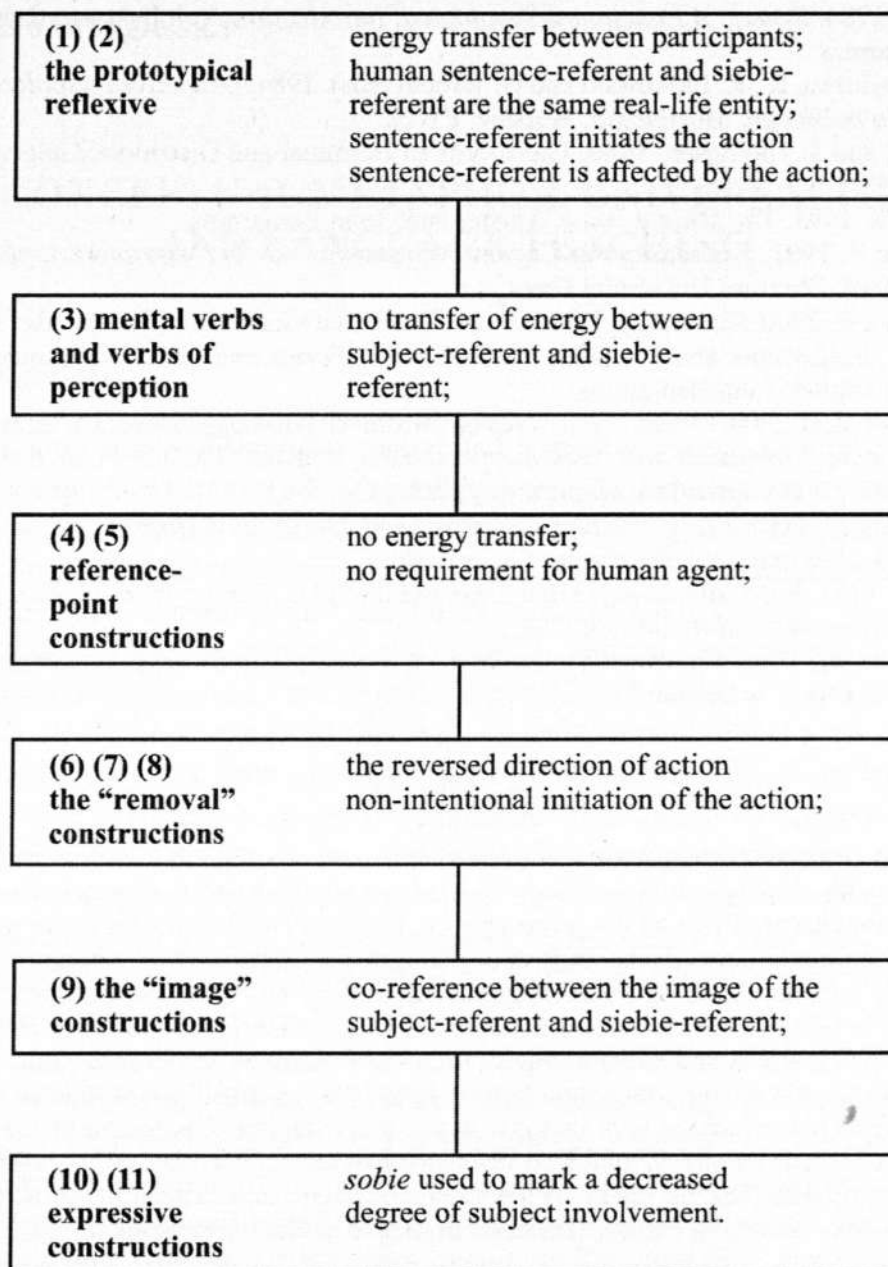 (1) (2) energy transfer between participants;
the prototypical human sentence-referent and siebie-
reflexive referent are the same real-life entity;
sentence-referent initiates the action
sentence-referent is affected by the action;
(3) mental verbs no transfer of energy between
and verbs of subject-referent and siebie-
perception referent;
(4) (5) no energy transfer;
reference- no requirement for human agent;
point
constructions
(6) (7) (8) the reversed direction of action
the “removal” non-intentional initiation of the action;
constructions
(9) the “image” co-reference between the image of the
constructions subject-referent and siebie-referent;
(10) (11) sobie used to mark a decreased
expressive degree of subject involvement.
constructions